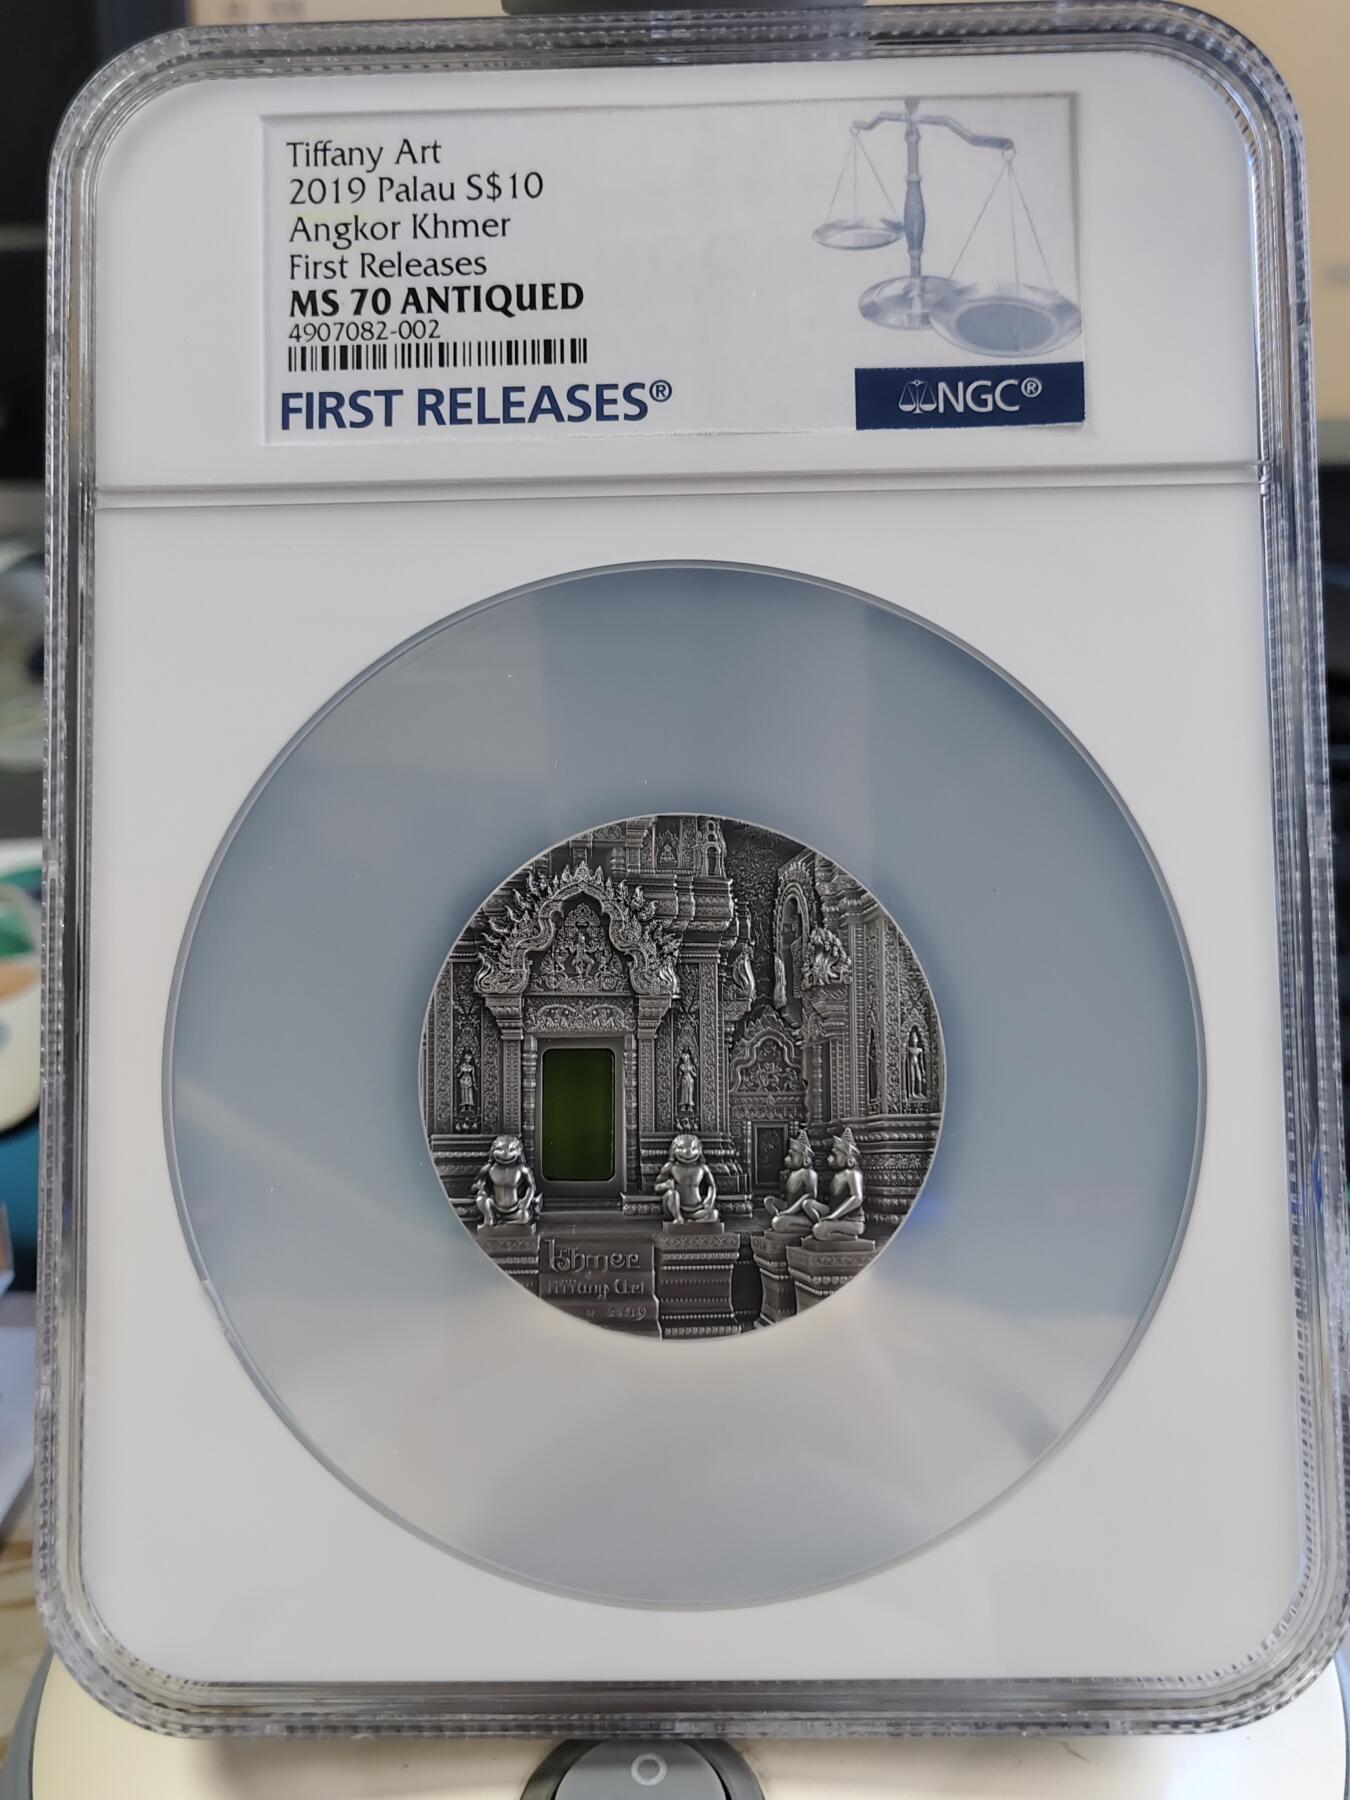 Tiffany Art
2019 Palau S$10
Angkor Khmer
First Releases
MS 70 ANTIQUED
4907082-002
FIRST RELEASES®
NGC®
Khmer
Tiffany Art